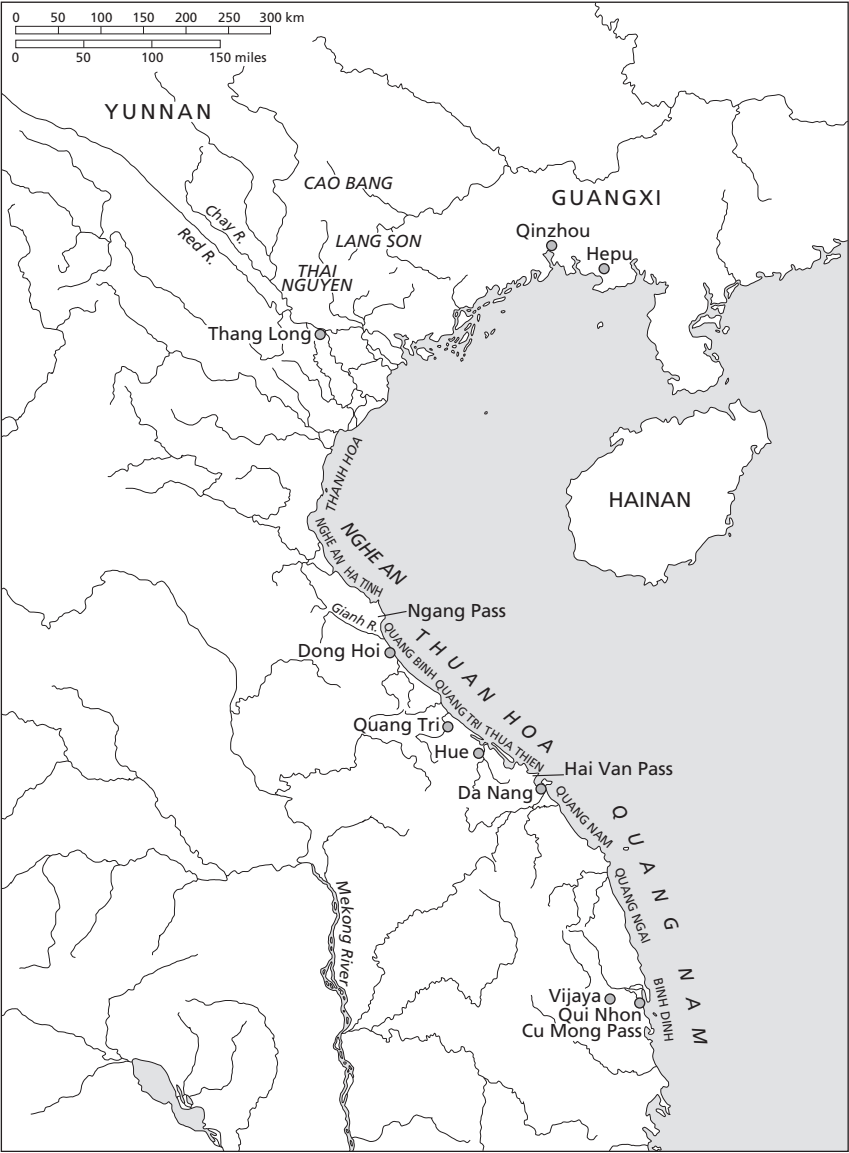 0 50 100 150 200 250 300 km
0 50 100 150 miles
YUNNAN
CAO BANG
GUANGXI
Chay R.
Red R.
LANG SON
Qinzhou
Hepu
THAI
NGUYEN
Thang Long
THANH HOA
HAINAN
NGHE AN
NGHE AN
HA TINH
Gianh R.
Ngang Pass
Dong Hoi
QUANG BINH
THUAN HOA
QUANG TRI
THUA THIEN
Quang Tri
Hue
Hai Van Pass
Da Nang
QUANG NAM
QUANG NAM
QUANG NGAI
Mekong River
BINH DINH
Vijaya
Qui Nhon
Cu Mong Pass